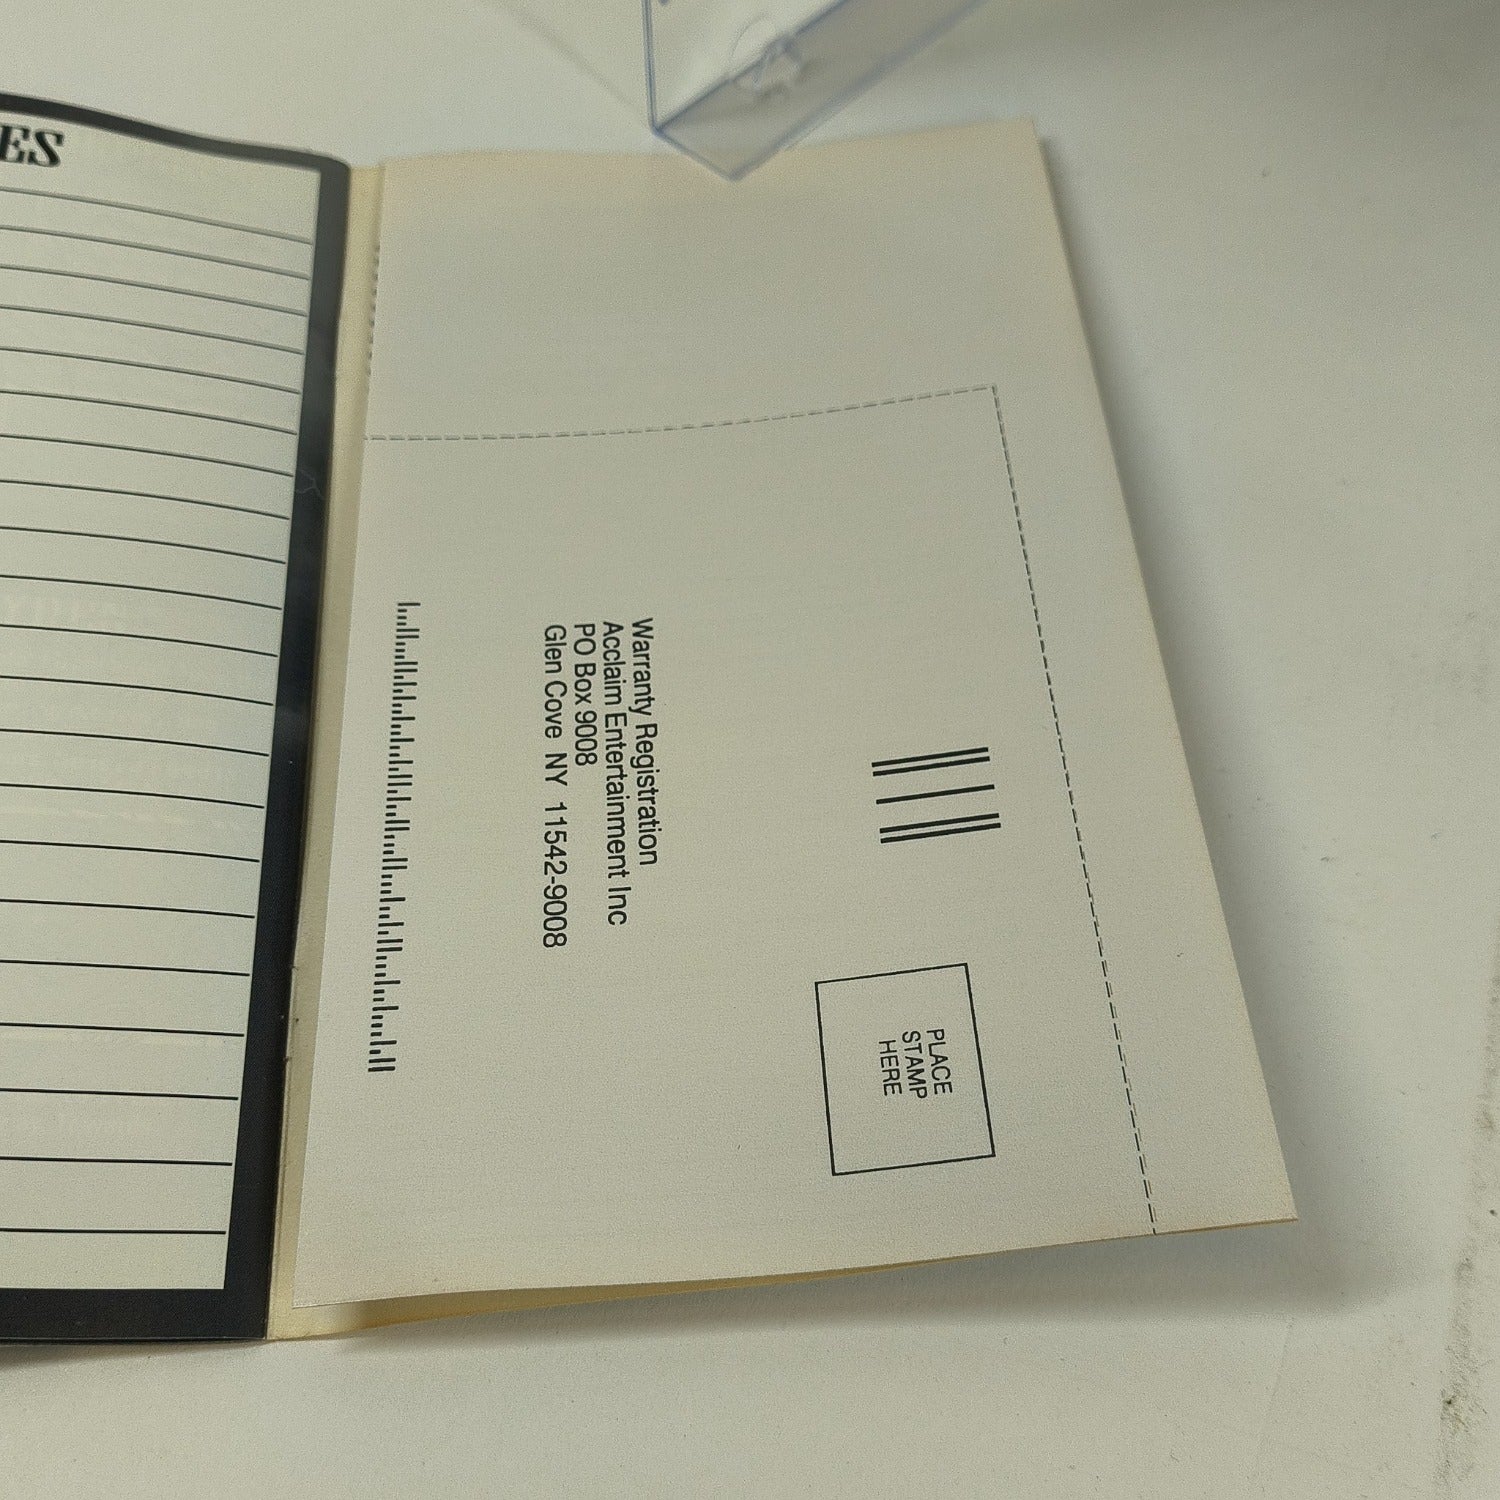 ES
Warranty Registration
Acclaim Entertainment Inc
PO Box 9008
Glen Cove NY 11542-9008
PLACE
STAMP
HERE